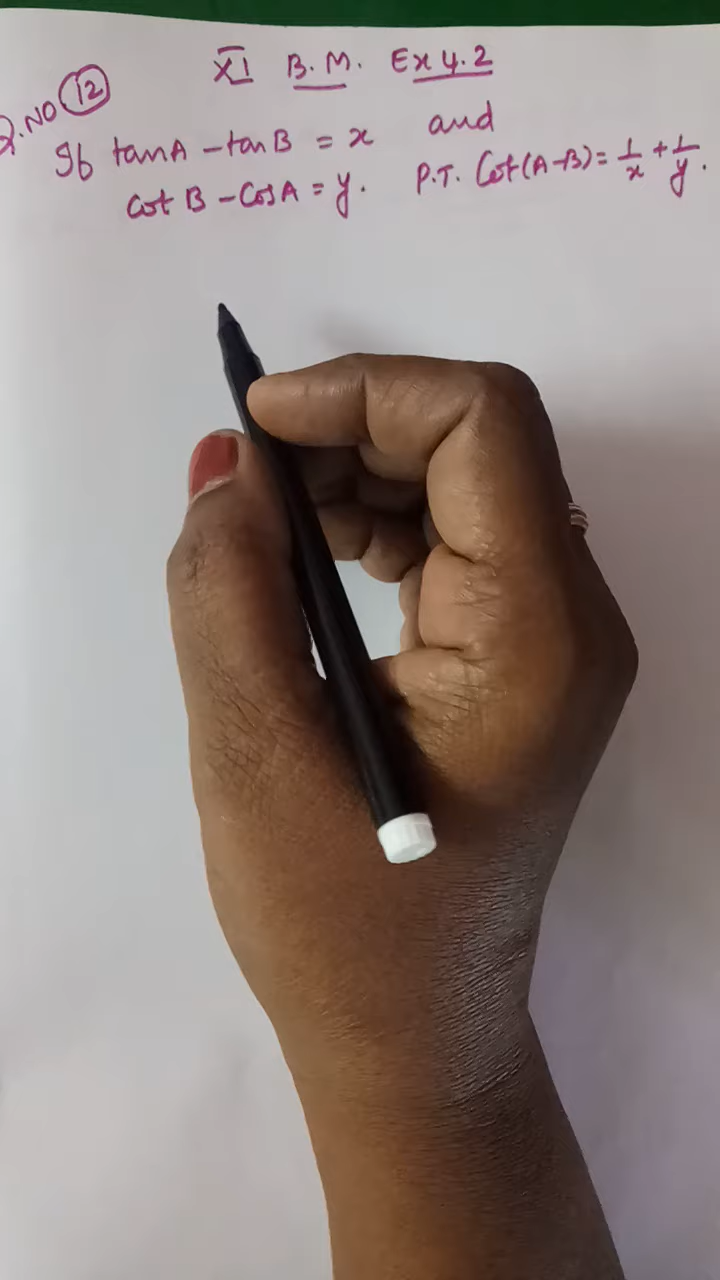 XI B.M. Ex 4.2
Q.NO 12
If tanA - tanB = x and
cot B - CosA = y. P.T. Cot(A-B) = 1/x + 1/y.